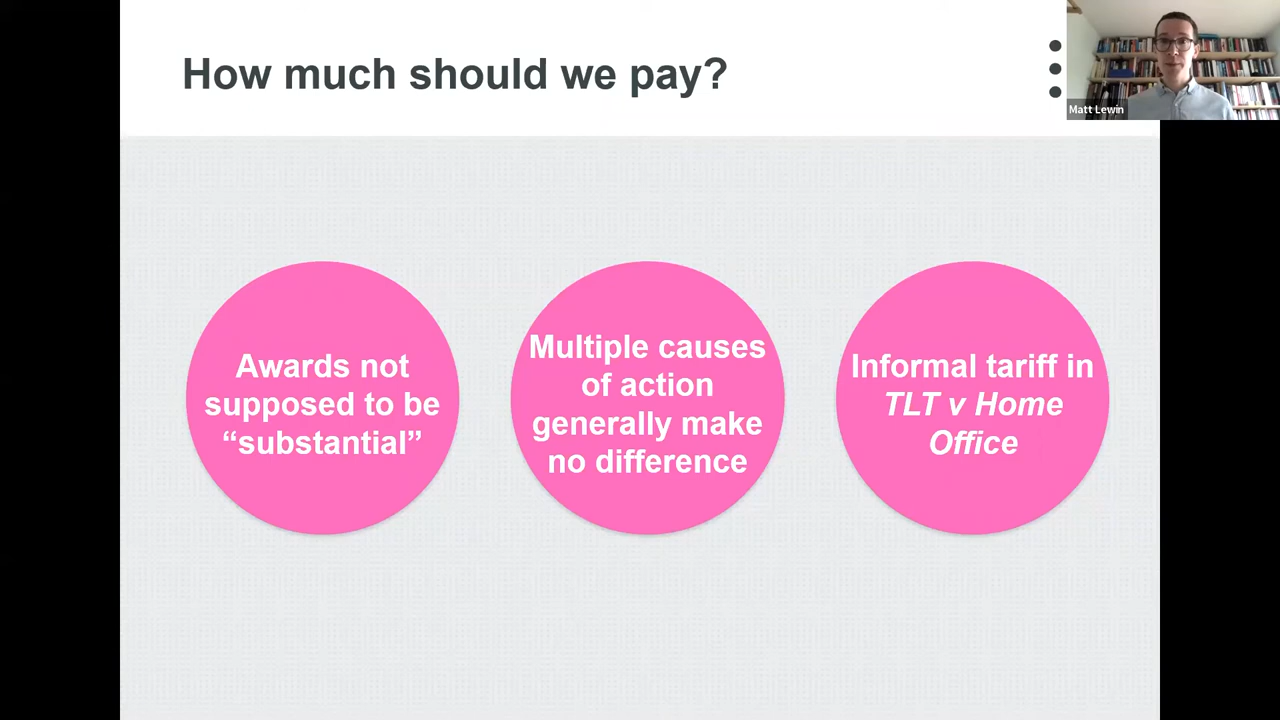 How much should we pay?
Matt Lewin
Awards not
supposed to be
“substantial”
Multiple causes
of action
generally make
no difference
Informal tariff in
TLT v Home
Office